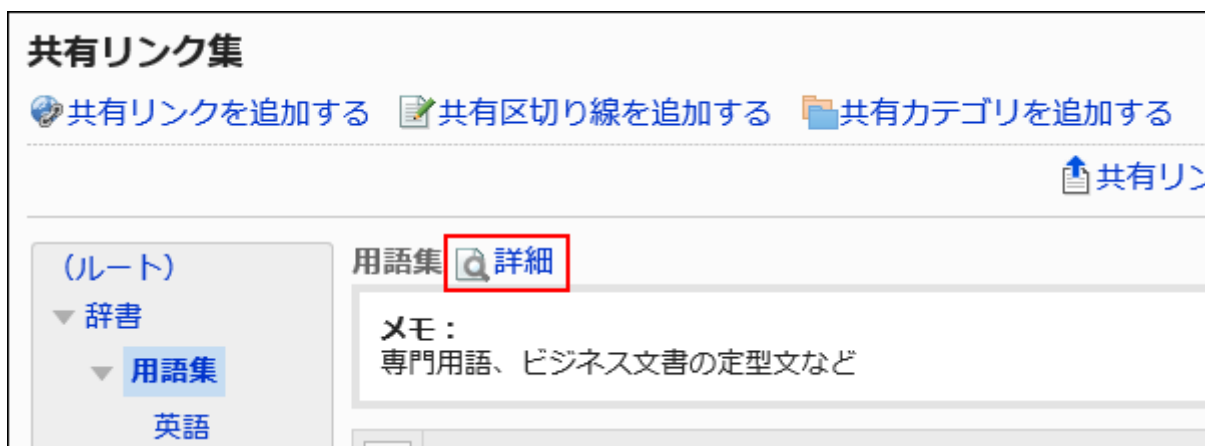 共有リンク集
共有リンクを追加する 共有区切り線を追加する 共有カテゴリを追加する
共有リン
(ルート)
辞書
用語集
英語
用語集 詳細
メモ：
専門用語、ビジネス文書の定型文など